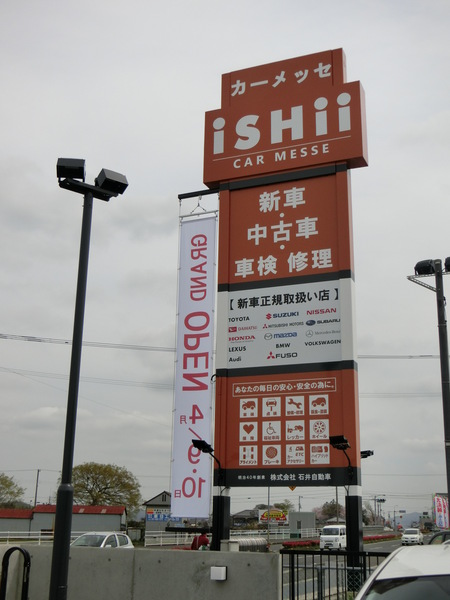 カーメッセ
iSHii
CAR MESSE
新車・
中古車・
車検 修理
【新車正規取扱い店】
TOYOTA SUZUKI NISSAN
DAIHATSU MITSUBISHI MOTORS SUBARU
HONDA mazda Mercedes-Benz
LEXUS BMW VOLKSWAGEN
Audi FUSO
あなたの毎日の安心・安全の為に。
株式会社 石井自動車
GRAND OPEN 4月/9・10日